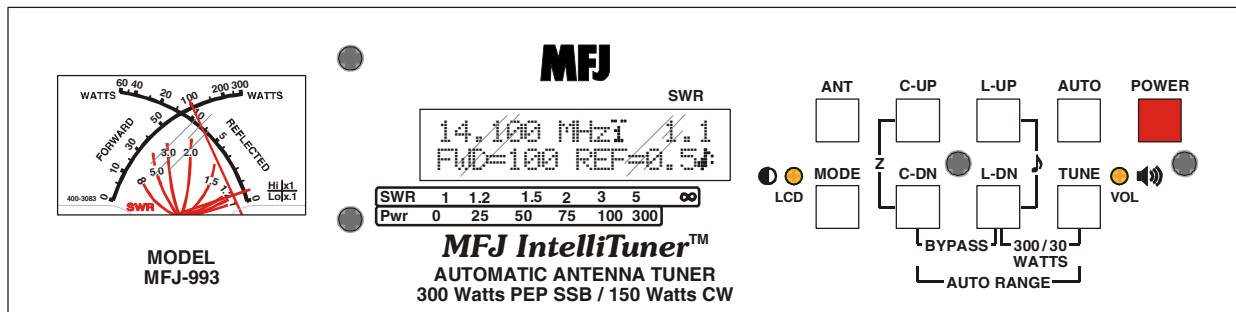 60 40 20 100 200 300
WATTS WATTS
50 10
FORWARD REFLECTED
30 5
10
3.0 2.0
5.0 1.5
8
0 0
400-3083
SWR
Hi x1
Lo x.1
MODEL
MFJ-993
MFJ
SWR
14.100 MHz 1.1
FWD=100 REF=0.5
SWR 1 1.2 1.5 2 3 5 ∞
Pwr 0 25 50 75 100 300
MFJ IntelliTuner™
AUTOMATIC ANTENNA TUNER
300 Watts PEP SSB / 150 Watts CW
ANT C-UP L-UP AUTO POWER
Z ♪
MODE C-DN L-DN TUNE
LCD VOL
BYPASS 300/30
WATTS
AUTO RANGE